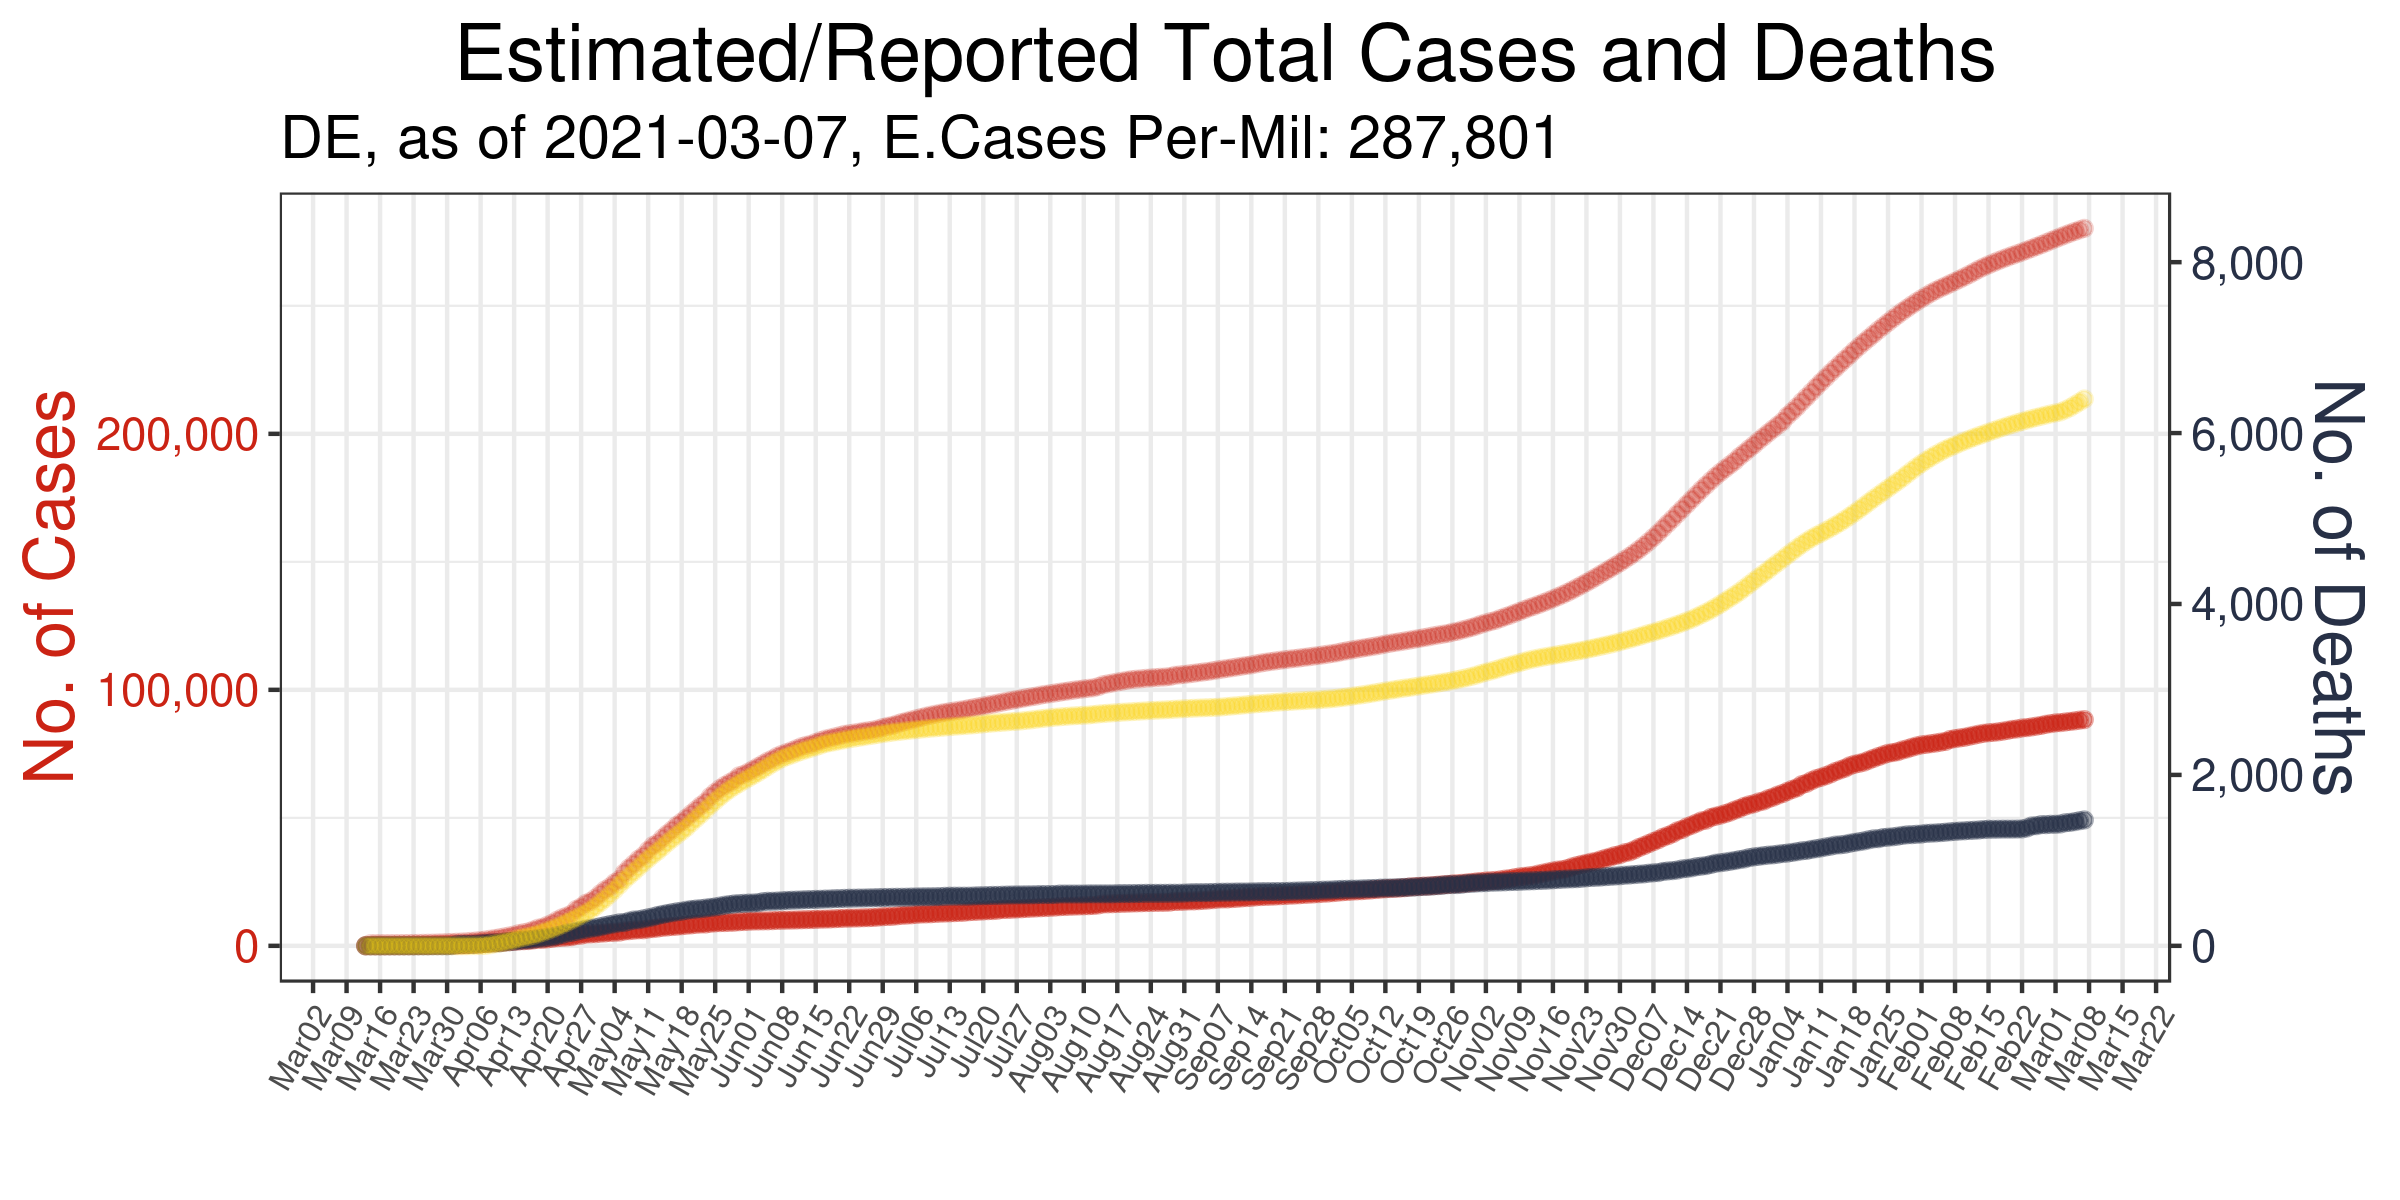 Estimated/Reported Total Cases and Deaths
DE, as of 2021-03-07, E.Cases Per-Mil: 287,801
No. of Cases
200,000
100,000
0
8,000
6,000
4,000
2,000
0
No. of Deaths
Mar02
Mar09
Mar16
Mar23
Mar30
Apr06
Apr13
Apr20
Apr27
May04
May11
May18
May25
Jun01
Jun08
Jun15
Jun22
Jun29
Jul06
Jul13
Jul20
Jul27
Aug03
Aug10
Aug17
Aug24
Aug31
Sep07
Sep14
Sep21
Sep28
Oct05
Oct12
Oct19
Oct26
Nov02
Nov09
Nov16
Nov23
Nov30
Dec07
Dec14
Dec21
Dec28
Jan04
Jan11
Jan18
Jan25
Feb01
Feb08
Feb15
Feb22
Mar01
Mar08
Mar15
Mar22